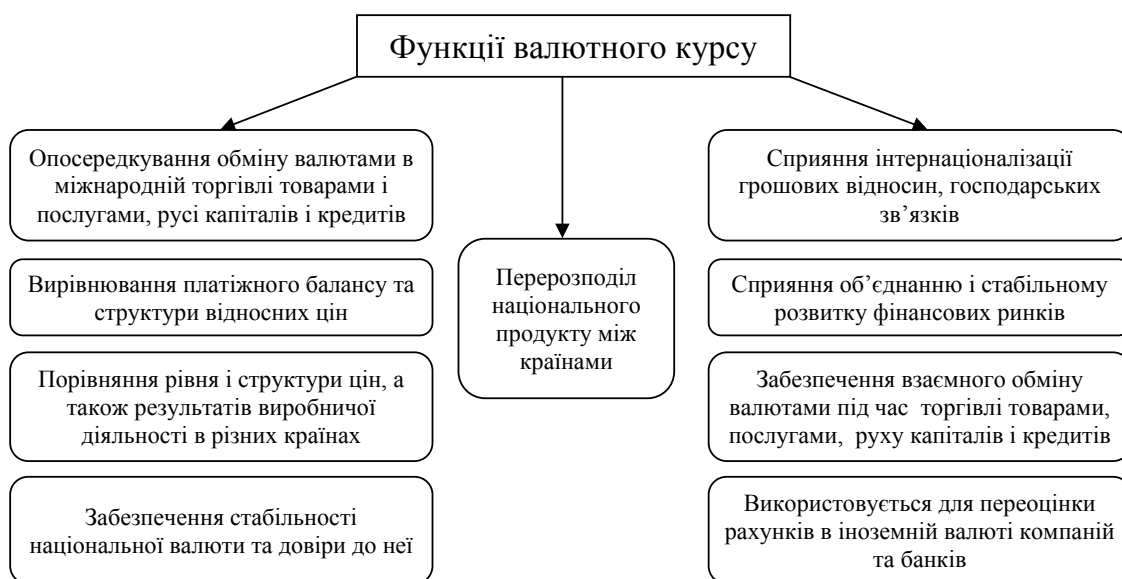 Функції валютного курсу
Опосередкування обміну валютами в
міжнародній торгівлі товарами і
послугами, русі капіталів і кредитів
Вирівнювання платіжного балансу та
структури відносних цін
Порівняння рівня і структури цін, а
також результатів виробничої
діяльності в різних країнах
Забезпечення стабільності
національної валюти та довіри до неї
Перерозподіл
національного
продукту між
країнами
Сприяння інтернаціоналізації
грошових відносин, господарських
зв’язків
Сприяння об’єднанню і стабільному
розвитку фінансових ринків
Забезпечення взаємного обміну
валютами під час торгівлі товарами,
послугами, руху капіталів і кредитів
Використовується для переоцінки
рахунків в іноземній валюті компаній
та банків